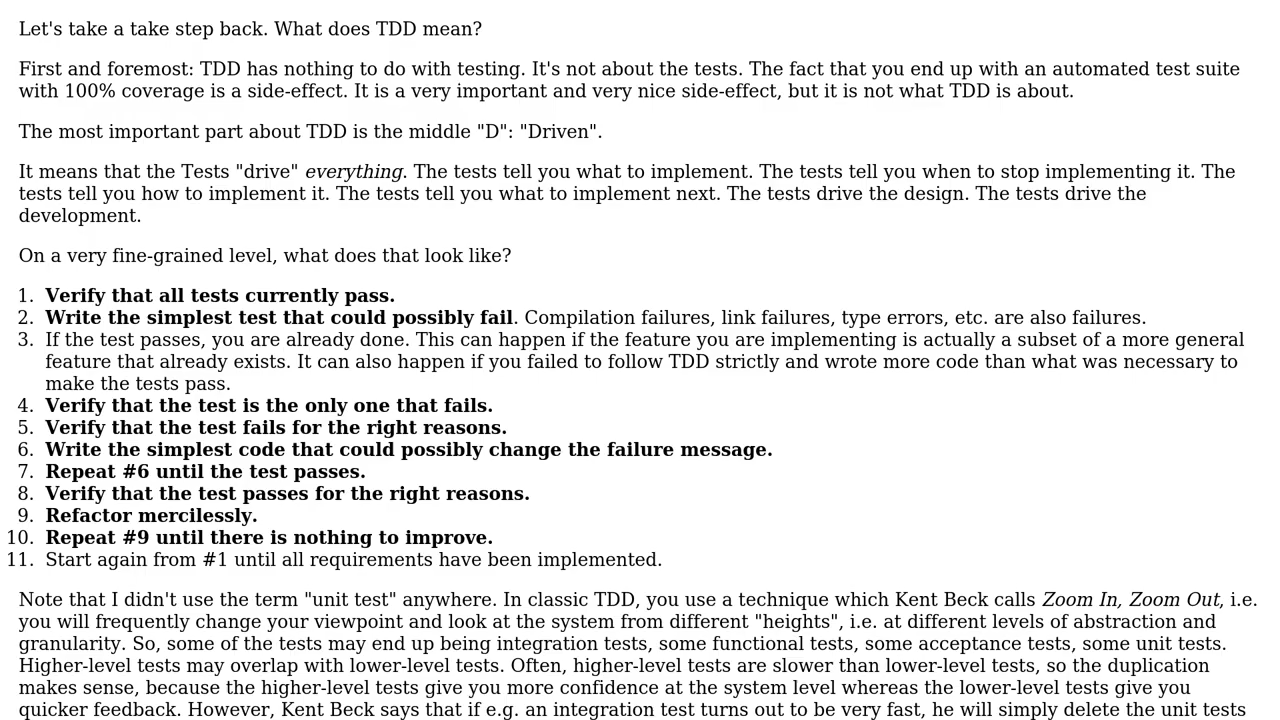 Let's take a take step back. What does TDD mean?
First and foremost: TDD has nothing to do with testing. It's not about the tests. The fact that you end up with an automated test suite
with 100% coverage is a side-effect. It is a very important and very nice side-effect, but it is not what TDD is about.
The most important part about TDD is the middle "D": "Driven".
It means that the Tests "drive" everything. The tests tell you what to implement. The tests tell you when to stop implementing it. The
tests tell you how to implement it. The tests tell you what to implement next. The tests drive the design. The tests drive the
development.
On a very fine-grained level, what does that look like?
1. Verify that all tests currently pass.
2. Write the simplest test that could possibly fail. Compilation failures, link failures, type errors, etc. are also failures.
3. If the test passes, you are already done. This can happen if the feature you are implementing is actually a subset of a more general
feature that already exists. It can also happen if you failed to follow TDD strictly and wrote more code than what was necessary to
make the tests pass.
4. Verify that the test is the only one that fails.
5. Verify that the test fails for the right reasons.
6. Write the simplest code that could possibly change the failure message.
7. Repeat #6 until the test passes.
8. Verify that the test passes for the right reasons.
9. Refactor mercilessly.
10. Repeat #9 until there is nothing to improve.
11. Start again from #1 until all requirements have been implemented.
Note that I didn't use the term "unit test" anywhere. In classic TDD, you use a technique which Kent Beck calls Zoom In, Zoom Out, i.e.
you will frequently change your viewpoint and look at the system from different "heights", i.e. at different levels of abstraction and
granularity. So, some of the tests may end up being integration tests, some functional tests, some acceptance tests, some unit tests.
Higher-level tests may overlap with lower-level tests. Often, higher-level tests are slower than lower-level tests, so the duplication
makes sense, because the higher-level tests give you more confidence at the system level whereas the lower-level tests give you
quicker feedback. However, Kent Beck says that if e.g. an integration test turns out to be very fast, he will simply delete the unit tests